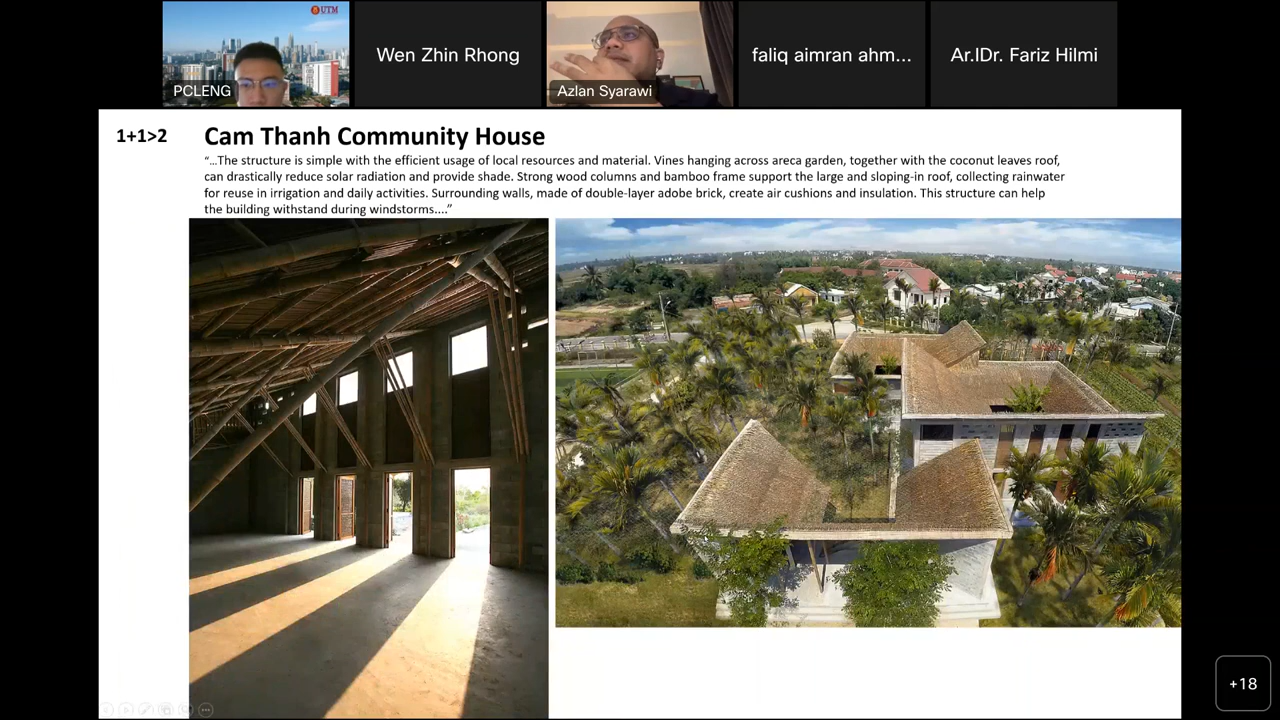 UTM
PCLENG
Wen Zhin Rhong
Azlan Syarawi
faliq aimran ahm...
Ar.IDr. Fariz Hilmi
1+1>2
Cam Thanh Community House
“…The structure is simple with the efficient usage of local resources and material. Vines hanging across areca garden, together with the coconut leaves roof,
can drastically reduce solar radiation and provide shade. Strong wood columns and bamboo frame support the large and sloping-in roof, collecting rainwater
for reuse in irrigation and daily activities. Surrounding walls, made of double-layer adobe brick, create air cushions and insulation. This structure can help
the building withstand during windstorms....”
+18